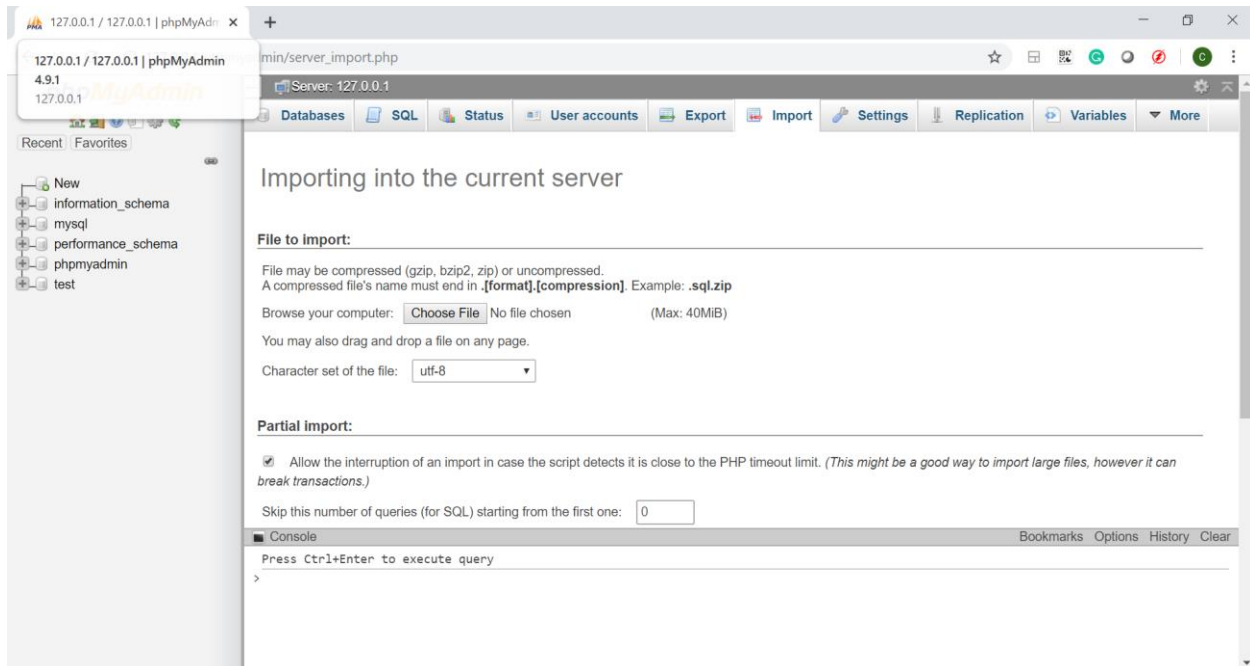 127.0.0.1 / 127.0.0.1 | phpMyAdm
127.0.0.1 / 127.0.0.1 | phpMyAdmin
4.9.1
127.0.0.1
min/server_import.php
phpMyAdmin
Server: 127.0.0.1
Databases SQL Status User accounts Export Import Settings Replication Variables More
Recent Favorites
New
information_schema
mysql
performance_schema
phpmyadmin
test
Importing into the current server
File to import:
File may be compressed (gzip, bzip2, zip) or uncompressed.
A compressed file's name must end in .[format].[compression]. Example: .sql.zip
Browse your computer: Choose File No file chosen (Max: 40MiB)
You may also drag and drop a file on any page.
Character set of the file: utf-8
Partial import:
Allow the interruption of an import in case the script detects it is close to the PHP timeout limit. (This might be a good way to import large files, however it can
break transactions.)
Skip this number of queries (for SQL) starting from the first one: 0
Console Bookmarks Options History Clear
Press Ctrl+Enter to execute query
>